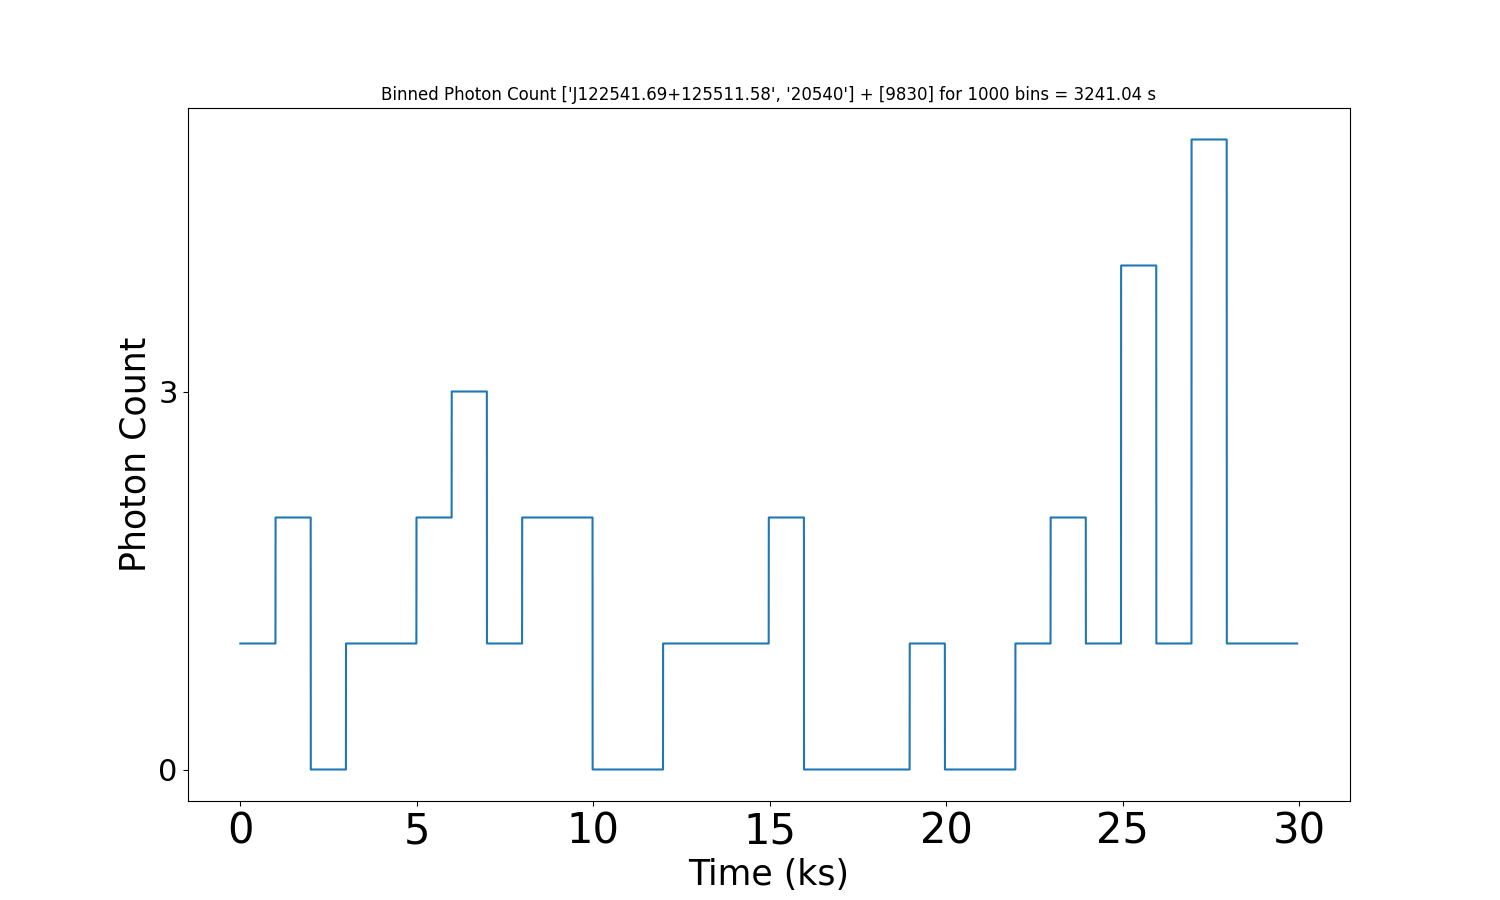 Binned Photon Count ['J122541.69+125511.58', '20540'] + [9830] for 1000 bins = 3241.04 s
Photon Count
3
0
0 5 10 15 20 25 30
Time (ks)